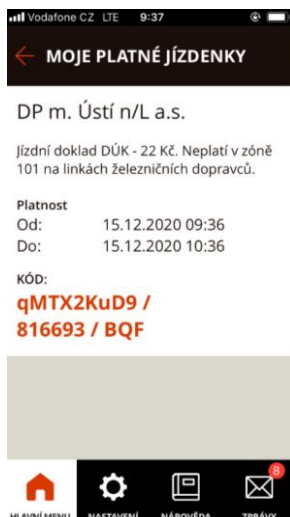 Vodafone CZ LTE 9:37
MOJE PLATNÉ JÍZDENKY
DP m. Ústí n/L a.s.
Jízdní doklad DÚK - 22 Kč. Neplatí v zóně
101 na linkách železničních dopravců.
Platnost
Od: 15.12.2020 09:36
Do: 15.12.2020 10:36
KÓD:
qMTX2KuD9 /
816693 / BQF
8
HLAVNÍ MENU NASTAVENÍ NÁPOVĚDA ZPRÁVY